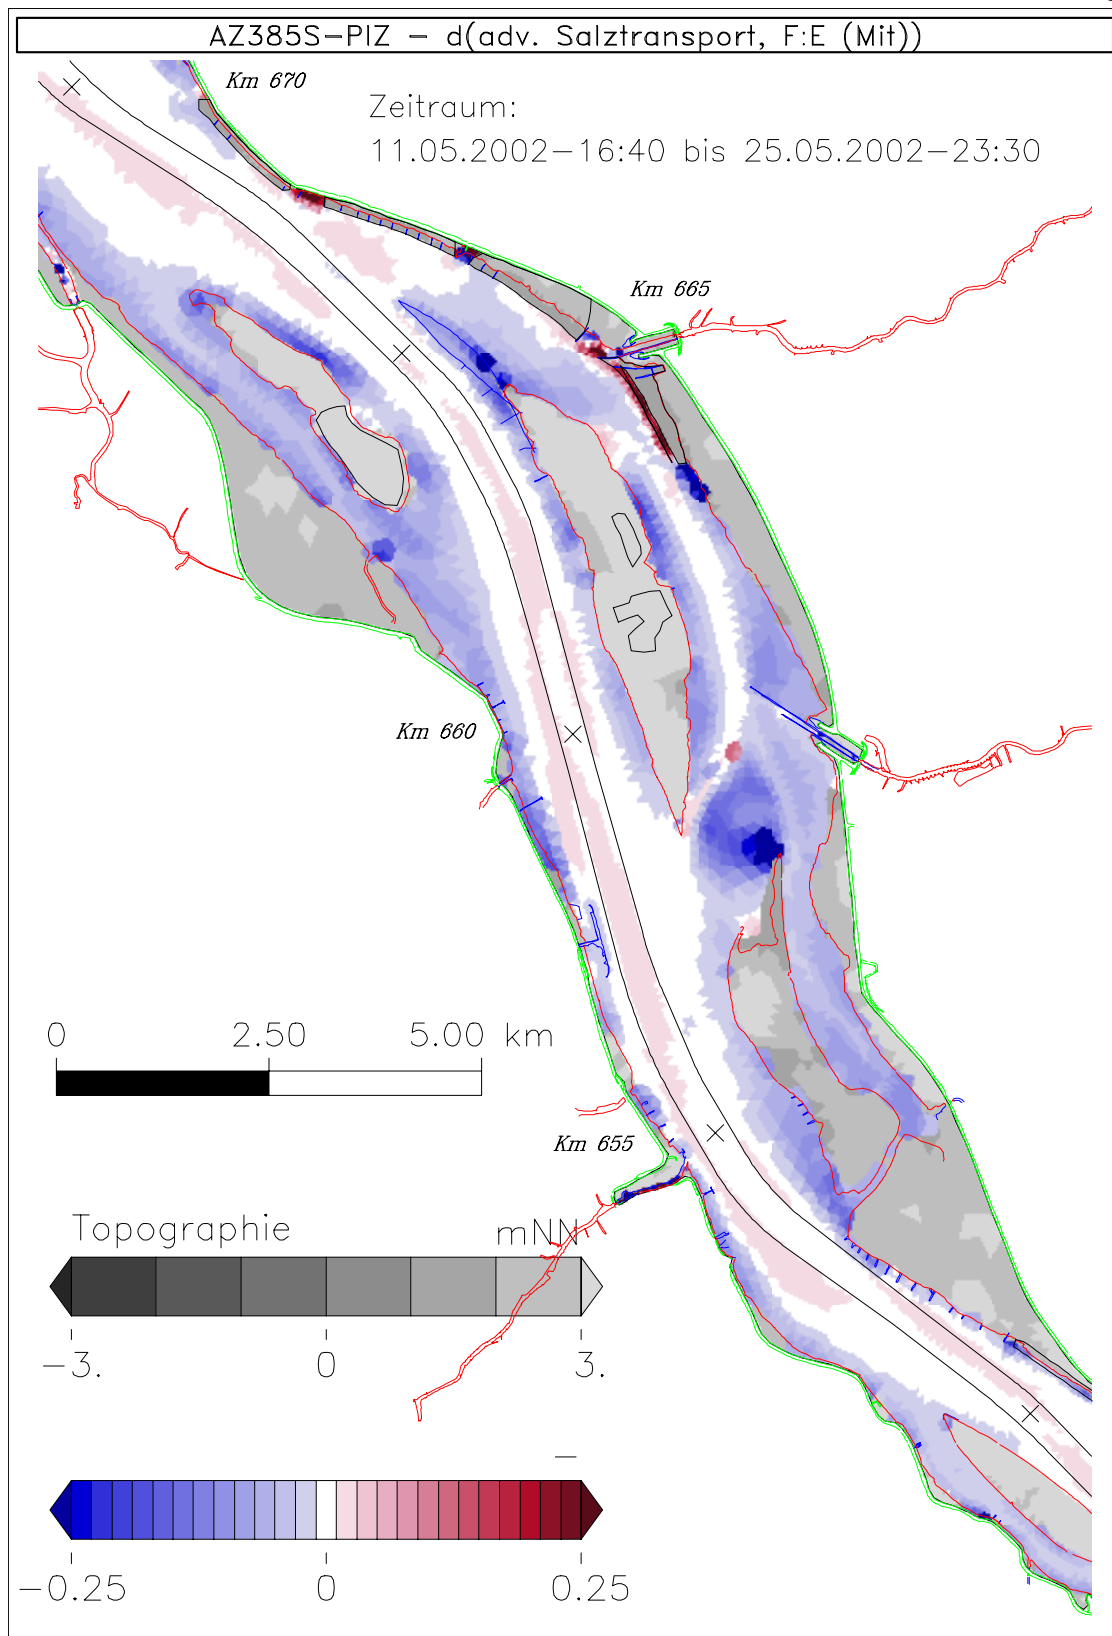 AZ385S-PIZ - d(adv. Salztransport, F:E (Mit))
Km 670
Zeitraum:
11.05.2002-16:40 bis 25.05.2002-23:30
Km 665
Km 660
0 2.50 5.00 km
Km 655
Topographie mNN
-3. 0 3.
-
-0.25 0 0.25